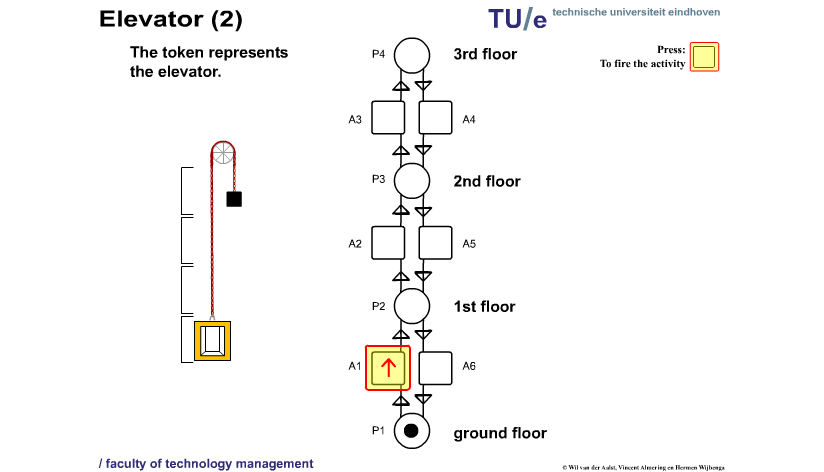 Elevator (2)
TU/e technische universiteit eindhoven
The token represents
the elevator.
Press:
To fire the activity
P4 3rd floor
A3 A4
P3 2nd floor
A2 A5
P2 1st floor
A1 A6
P1 ground floor
/ faculty of technology management
© Wil van der Aalst, Vincent Almering en Herman Wijbenga